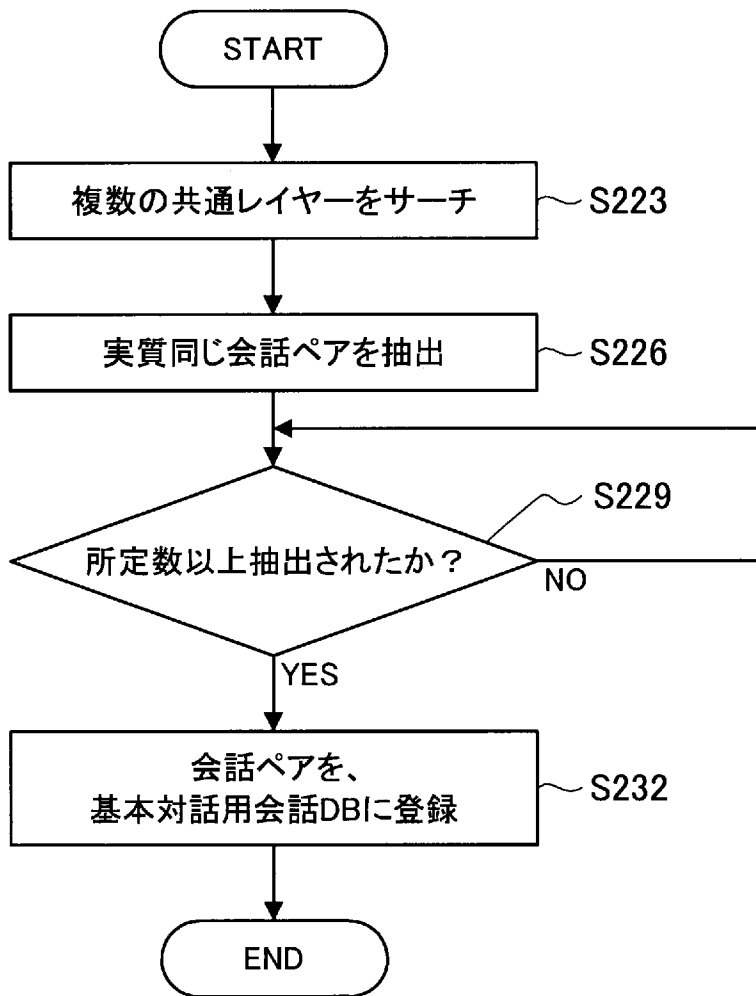 START
複数の共通レイヤーをサーチ
S223
実質同じ会話ペアを抽出
S226
S229
所定数以上抽出されたか？
NO
YES
会話ペアを、
基本対話用会話DBに登録
S232
END